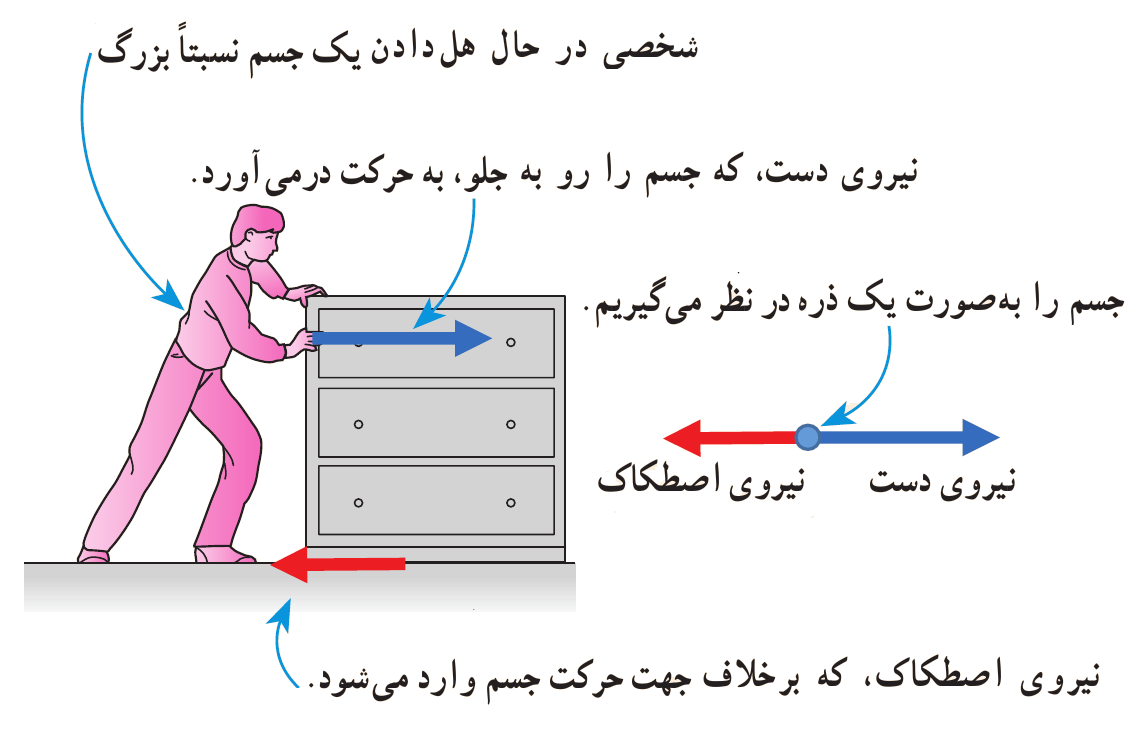 شخصی در حال هل‌دادن یک جسم نسبتاً بزرگ
نیروی دست، که جسم را رو به جلو، به حرکت درمی‌آورد.
جسم را به‌صورت یک ذره در نظر می‌گیریم.
نیروی دست
نیروی اصطکاک
نیروی اصطکاک، که برخلاف جهت حرکت جسم وارد می‌شود.